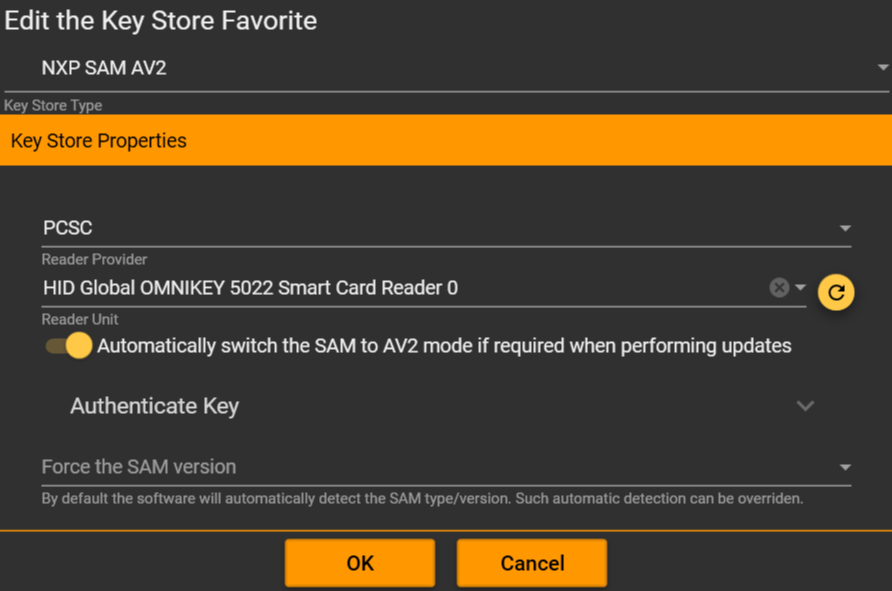 Edit the Key Store Favorite
NXP SAM AV2
Key Store Type
Key Store Properties
PCSC
Reader Provider
HID Global OMNIKEY 5022 Smart Card Reader 0
Reader Unit
Automatically switch the SAM to AV2 mode if required when performing updates
Authenticate Key
Force the SAM version
By default the software will automatically detect the SAM type/version. Such automatic detection can be overriden.
OK
Cancel